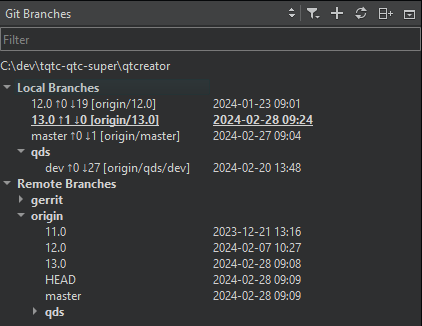 Git Branches
Filter
C:\dev\tqtc-qtc-super\qtcreator
Local Branches
12.0 ↑0 ↓19 [origin/12.0] 2024-01-23 09:01
13.0 ↑1 ↓0 [origin/13.0] 2024-02-28 09:24
master ↑0 ↓1 [origin/master] 2024-02-27 09:04
qds
dev ↑0 ↓27 [origin/qds/dev] 2024-02-20 13:48
Remote Branches
gerrit
origin
11.0 2023-12-21 13:16
12.0 2024-02-07 10:27
13.0 2024-02-28 09:08
HEAD 2024-02-28 09:09
master 2024-02-28 09:09
qds